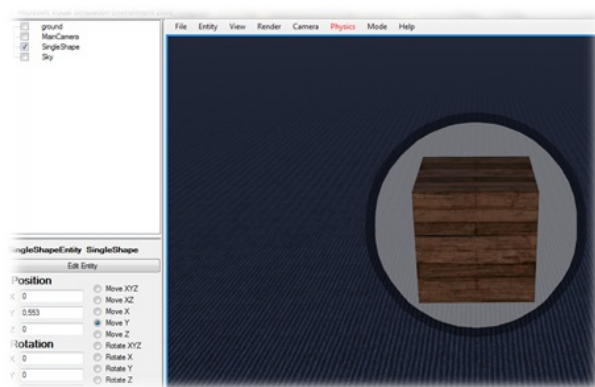 File Entity View Render Camera Physics Mode Help
ground
MainCamera
SingleShape
Sky
SingleShapeEntity SingleShape
Edit Entity
Position
X 0
Y 0,553
Z 0
Move XYZ
Move XZ
Move X
Move Y
Move Z
Rotation
X 0
Y 0
Rotate XYZ
Rotate X
Rotate Y
Rotate Z